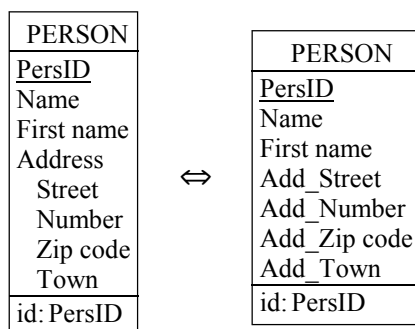 PERSON
PersID
Name
First name
Address
Street
Number
Zip code
Town
id: PersID
⇔
PERSON
PersID
Name
First name
Add_Street
Add_Number
Add_Zip code
Add_Town
id: PersID